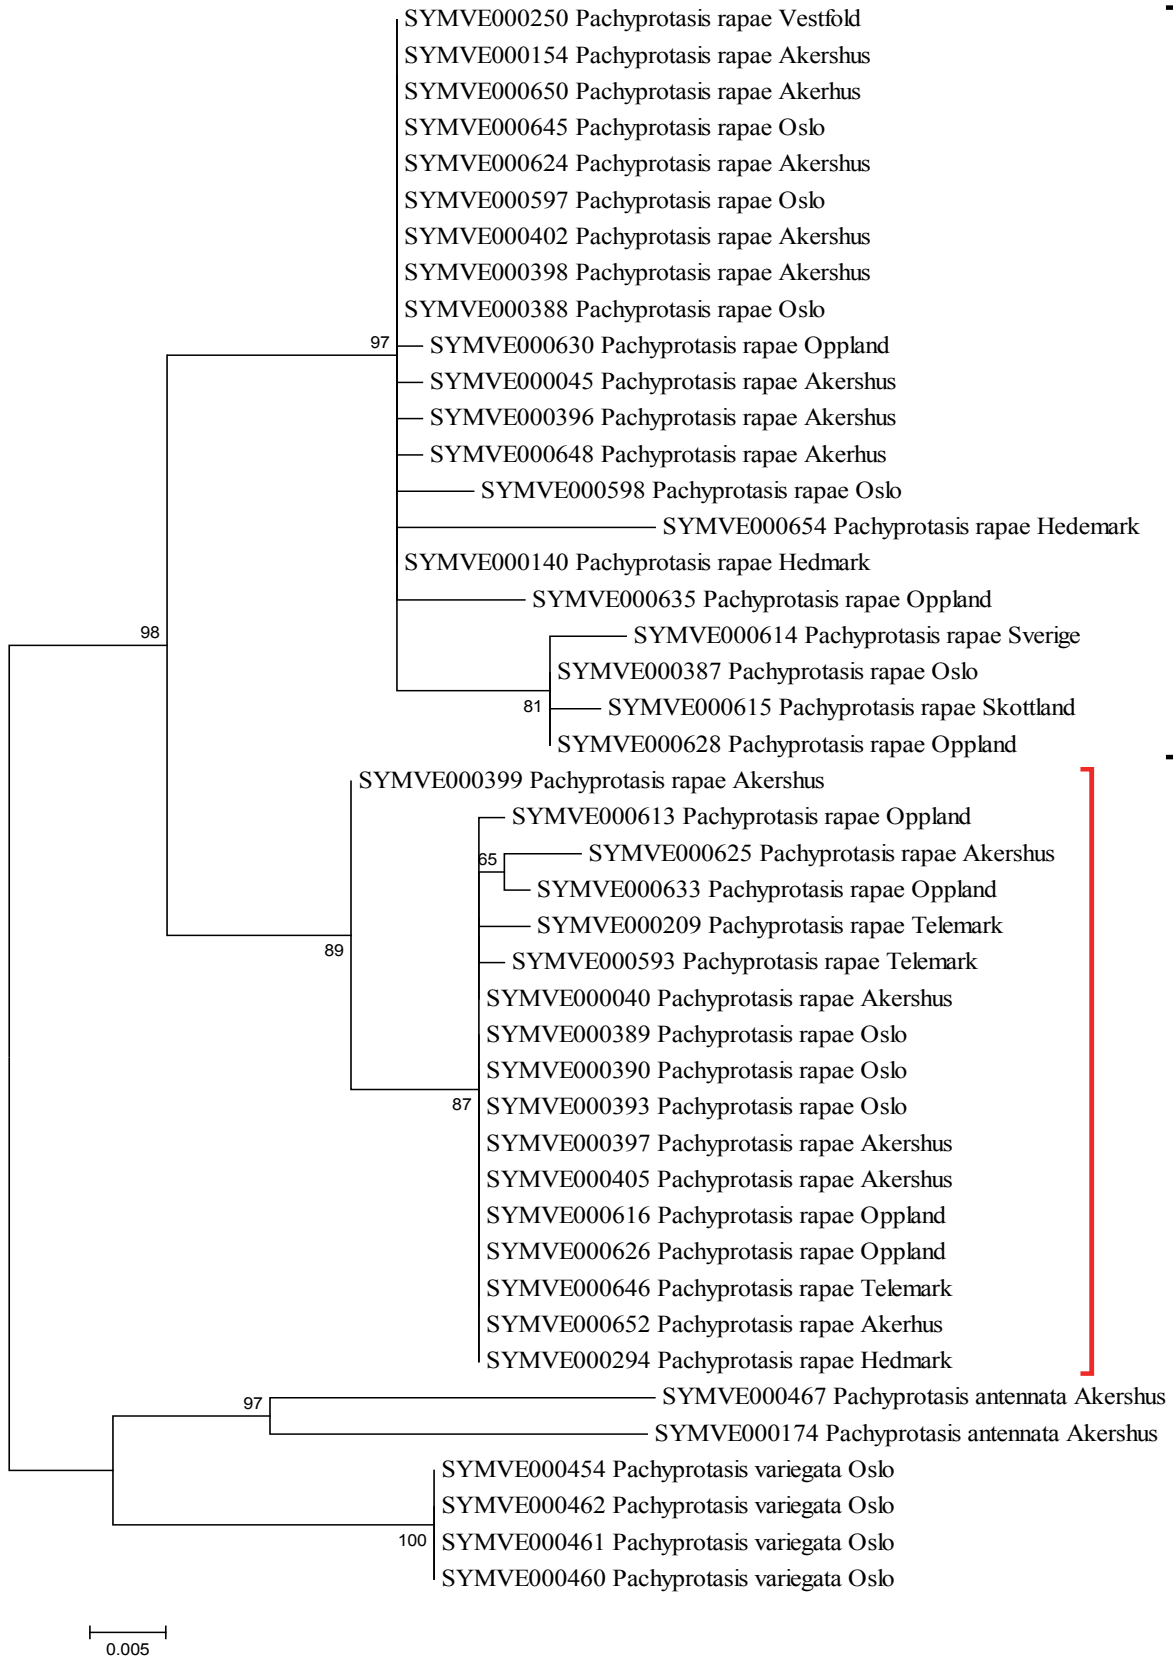 SYMVE000250 Pachyprotasis rapae Vestfold
SYMVE000154 Pachyprotasis rapae Akershus
SYMVE000650 Pachyprotasis rapae Akerhus
SYMVE000645 Pachyprotasis rapae Oslo
SYMVE000624 Pachyprotasis rapae Akershus
SYMVE000597 Pachyprotasis rapae Oslo
SYMVE000402 Pachyprotasis rapae Akershus
SYMVE000398 Pachyprotasis rapae Akershus
SYMVE000388 Pachyprotasis rapae Oslo
97 SYMVE000630 Pachyprotasis rapae Oppland
SYMVE000045 Pachyprotasis rapae Akershus
SYMVE000396 Pachyprotasis rapae Akershus
SYMVE000648 Pachyprotasis rapae Akerhus
SYMVE000598 Pachyprotasis rapae Oslo
SYMVE000654 Pachyprotasis rapae Hedemark
SYMVE000140 Pachyprotasis rapae Hedmark
SYMVE000635 Pachyprotasis rapae Oppland
98 SYMVE000614 Pachyprotasis rapae Sverige
SYMVE000387 Pachyprotasis rapae Oslo
81 SYMVE000615 Pachyprotasis rapae Skottland
SYMVE000628 Pachyprotasis rapae Oppland
SYMVE000399 Pachyprotasis rapae Akershus
SYMVE000613 Pachyprotasis rapae Oppland
65 SYMVE000625 Pachyprotasis rapae Akershus
SYMVE000633 Pachyprotasis rapae Oppland
SYMVE000209 Pachyprotasis rapae Telemark
89 SYMVE000593 Pachyprotasis rapae Telemark
SYMVE000040 Pachyprotasis rapae Akershus
SYMVE000389 Pachyprotasis rapae Oslo
SYMVE000390 Pachyprotasis rapae Oslo
87 SYMVE000393 Pachyprotasis rapae Oslo
SYMVE000397 Pachyprotasis rapae Akershus
SYMVE000405 Pachyprotasis rapae Akershus
SYMVE000616 Pachyprotasis rapae Oppland
SYMVE000626 Pachyprotasis rapae Oppland
SYMVE000646 Pachyprotasis rapae Telemark
SYMVE000652 Pachyprotasis rapae Akerhus
SYMVE000294 Pachyprotasis rapae Hedmark
97 SYMVE000467 Pachyprotasis antennata Akershus
SYMVE000174 Pachyprotasis antennata Akershus
SYMVE000454 Pachyprotasis variegata Oslo
SYMVE000462 Pachyprotasis variegata Oslo
100 SYMVE000461 Pachyprotasis variegata Oslo
SYMVE000460 Pachyprotasis variegata Oslo
0.005